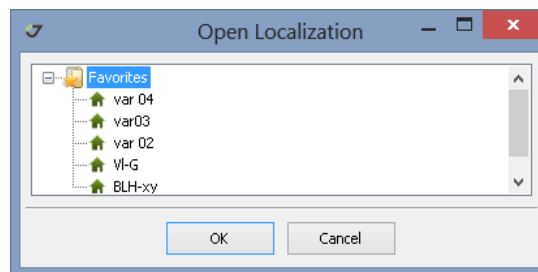 Open Localization
Favorites
var 04
var03
var 02
Vl-G
BLH-xy
OK Cancel